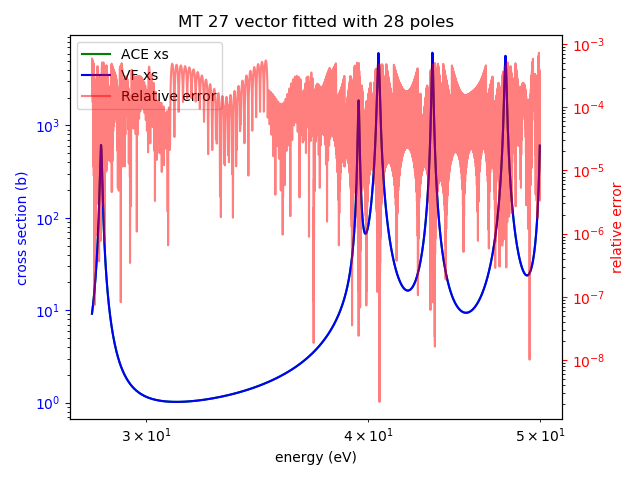 MT 27 vector fitted with 28 poles
ACE xs
VF xs
Relative error
cross section (b)
10³
10²
10¹
10⁰
10⁻³
10⁻⁴
10⁻⁵
10⁻⁶
10⁻⁷
10⁻⁸
relative error
3 × 10¹
4 × 10¹
5 × 10¹
energy (eV)